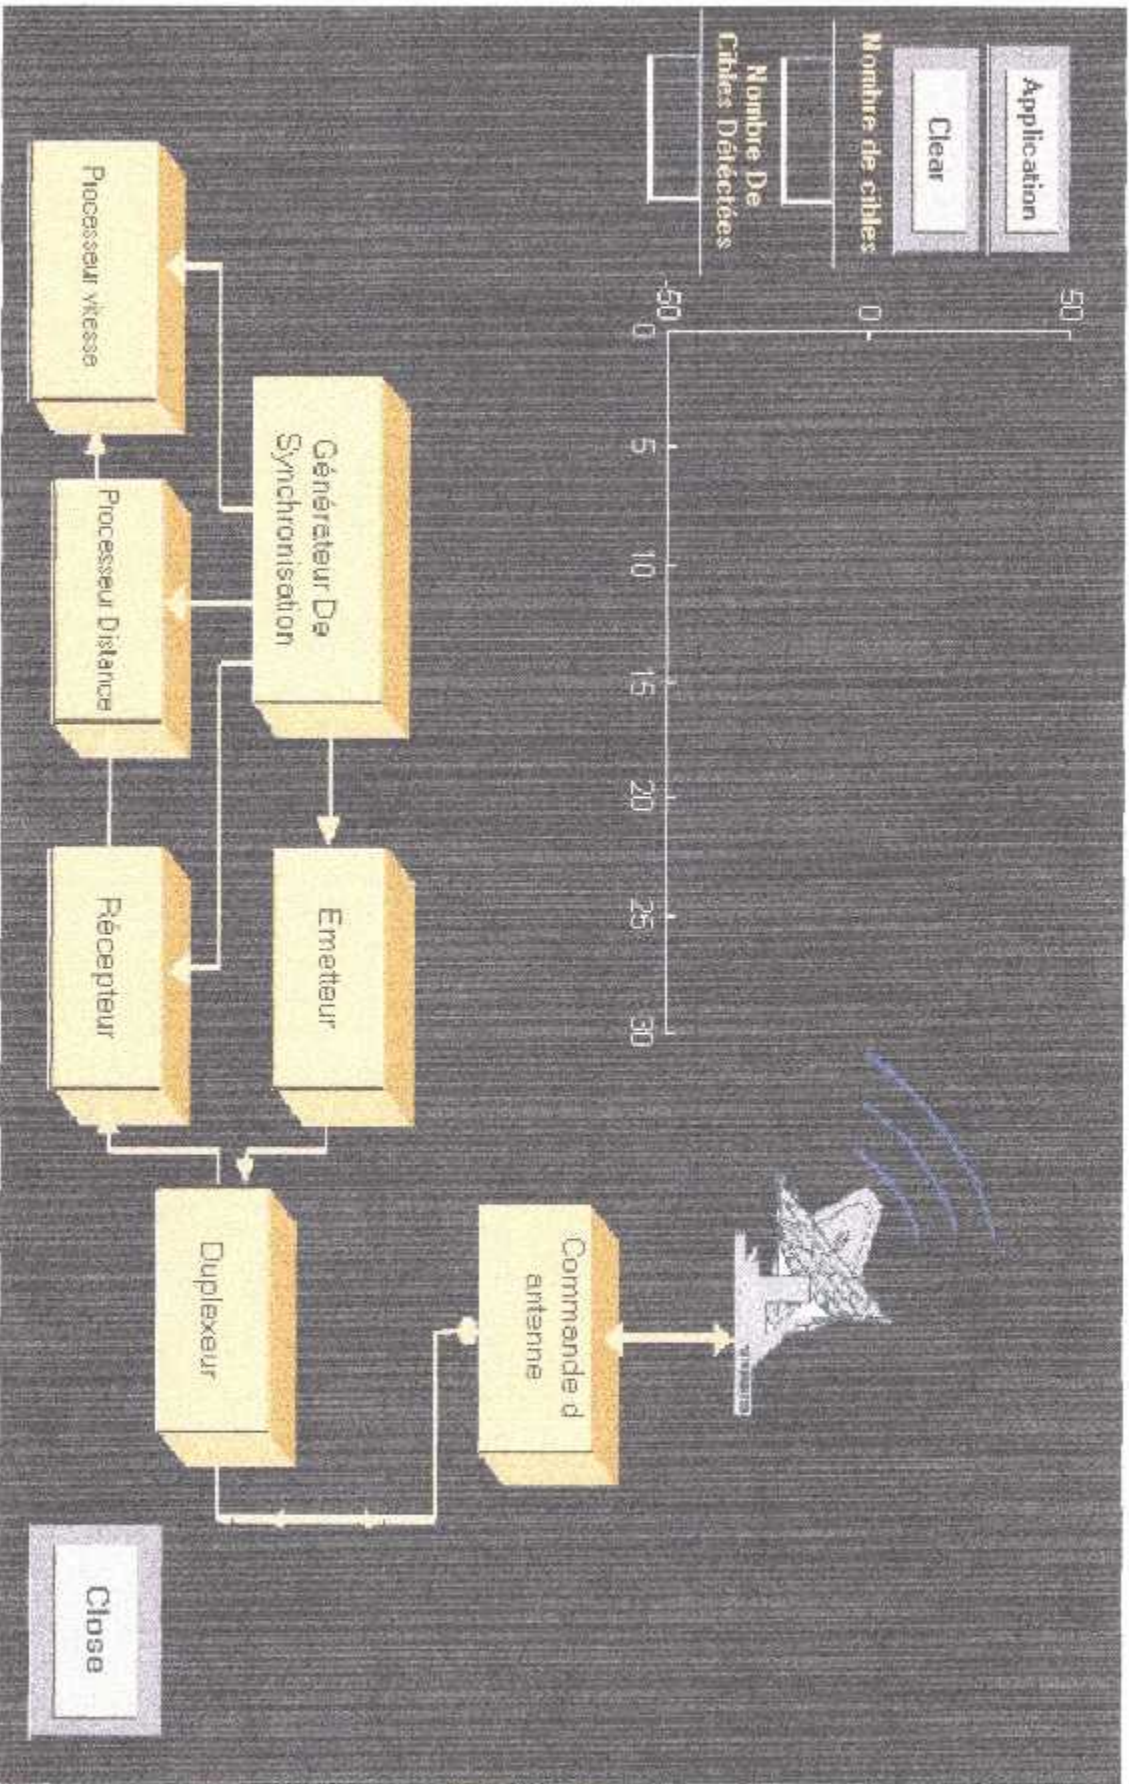 Application
Clear
Nombre de cibles
Nombre De
Cibles Détéctées
50
0
-50
0 5 10 15 20 25 30
Commande d
antenne
Générateur De
Synchronisation
Emetteur
Duplexeur
Processeur vitesse
Processeur Distance
Récepteur
Close